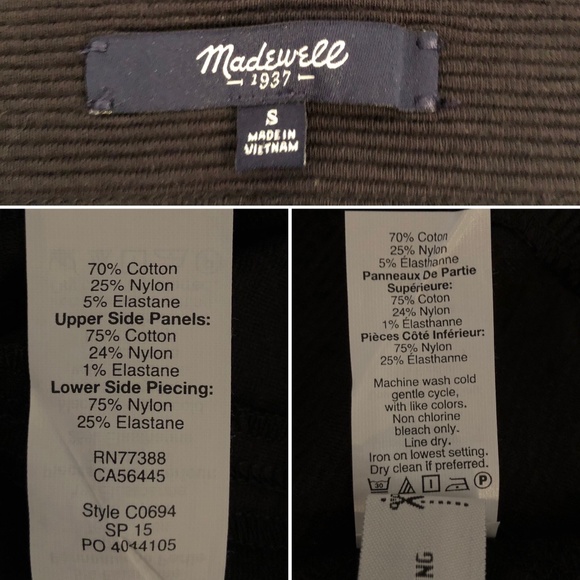 Madewell
1937
S
MADE IN
VIETNAM
70% Cotton
25% Nylon
5% Elastane
Upper Side Panels:
75% Cotton
24% Nylon
1% Elastane
Lower Side Piecing:
75% Nylon
25% Elastane
RN77388
CA56445
Style C0694
SP 15
PO 4044105
70% Coton
25% Nylon
5% Élasthanne
Panneaux De Partie
Supérieure:
75% Coton
24% Nylon
1% Élasthanne
Pièces Côté Inférieur:
75% Nylon
25% Élasthanne
Machine wash cold
gentle cycle,
with like colors.
Non chlorine
bleach only.
Line dry.
Iron on lowest setting.
Dry clean if preferred.
30
P
NG